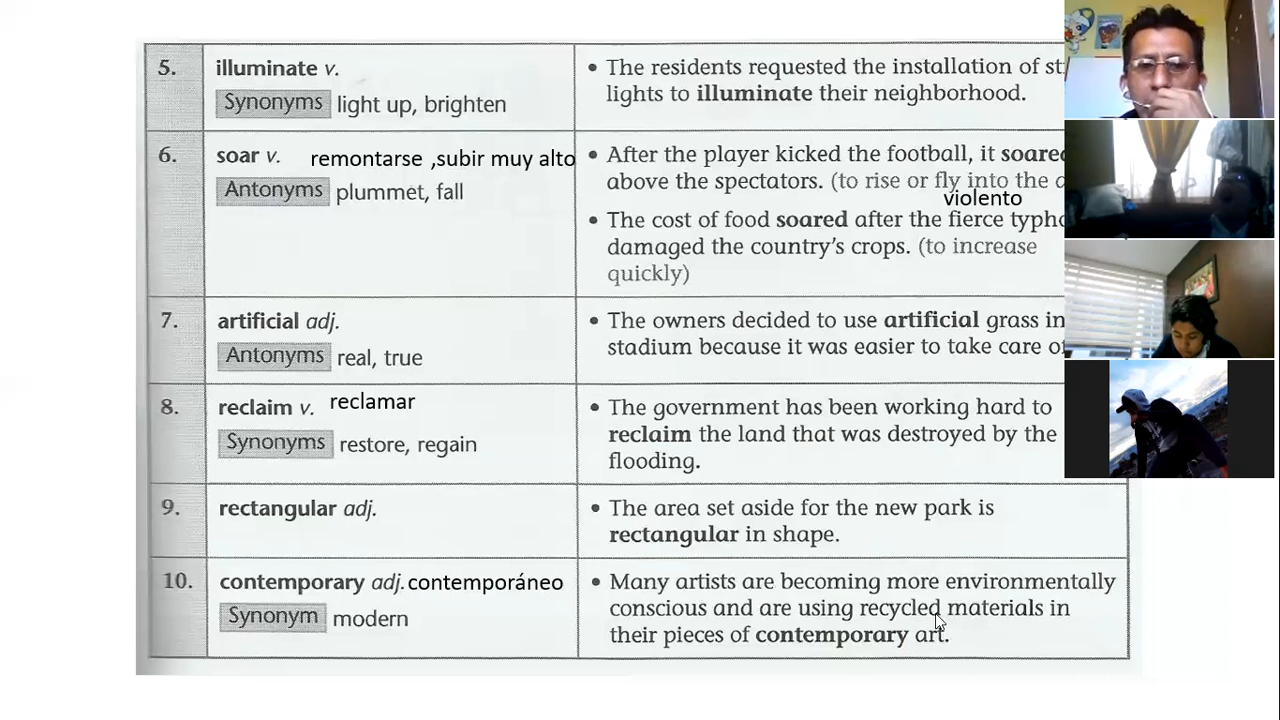 5.
illuminate v.
Synonyms light up, brighten
• The residents requested the installation of
lights to illuminate their neighborhood.
6.
soar v. remontarse ,subir muy alto
Antonyms plummet, fall
• After the player kicked the football, it
above the spectators. (to rise or fly into the
violento
• The cost of food soared after the fierce
damaged the country's crops. (to increase
quickly)
7.
artificial adj.
Antonyms real, true
• The owners decided to use artificial grass in
stadium because it was easier to take care
8.
reclaim v. reclamar
Synonyms restore, regain
• The government has been working hard to
reclaim the land that was destroyed by the
flooding.
9.
rectangular adj.
• The area set aside for the new park is
rectangular in shape.
10.
contemporary adj. contemporáneo
Synonym modern
• Many artists are becoming more environmentally
conscious and are using recycled materials in
their pieces of contemporary art.